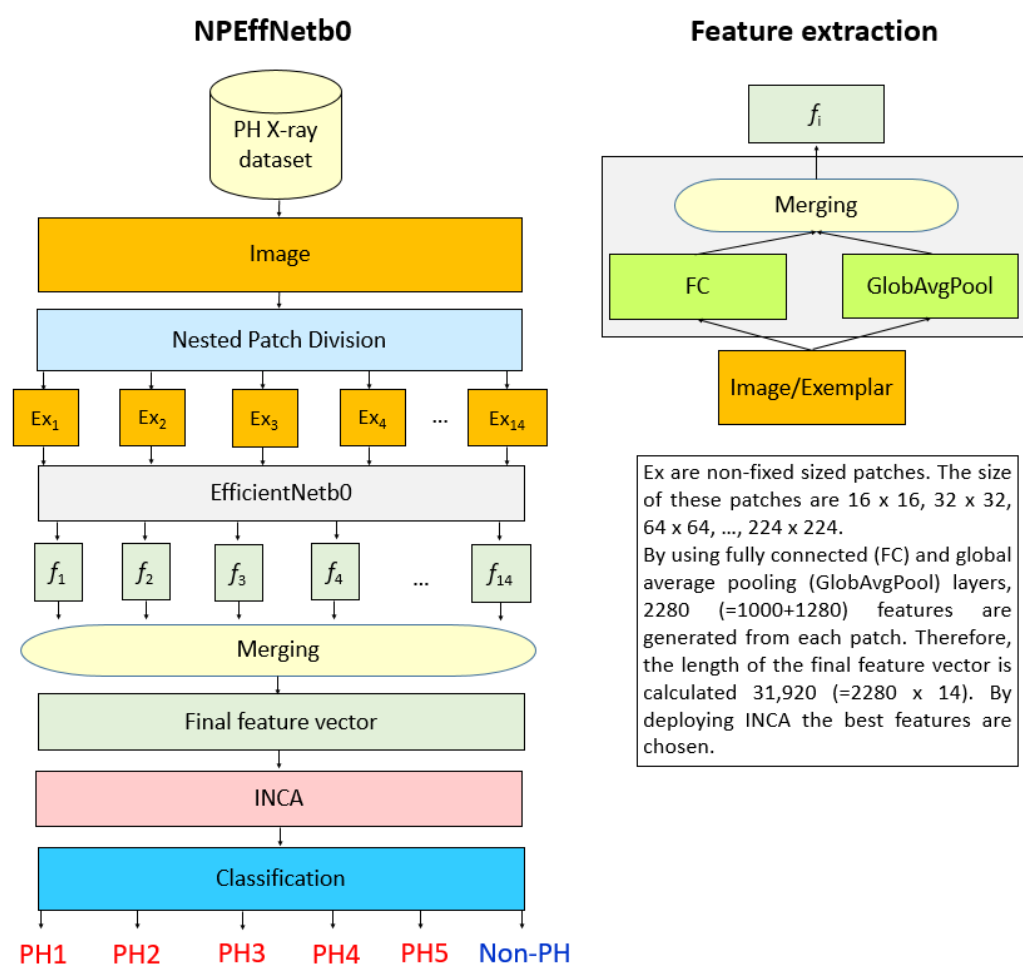 NPEffNetb0
PH X-ray
dataset
Image
Nested Patch Division
Ex1 Ex2 Ex3 Ex4 ... Ex14
EfficientNetb0
f1 f2 f3 f4 ... f14
Merging
Final feature vector
INCA
Classification
PH1 PH2 PH3 PH4 PH5 Non-PH
Feature extraction
fi
Merging
FC GlobAvgPool
Image/Exemplar
Ex are non-fixed sized patches. The size
of these patches are 16 x 16, 32 x 32,
64 x 64, ..., 224 x 224.
By using fully connected (FC) and global
average pooling (GlobAvgPool) layers,
2280 (=1000+1280) features are
generated from each patch. Therefore,
the length of the final feature vector is
calculated 31,920 (=2280 x 14). By
deploying INCA the best features are
chosen.